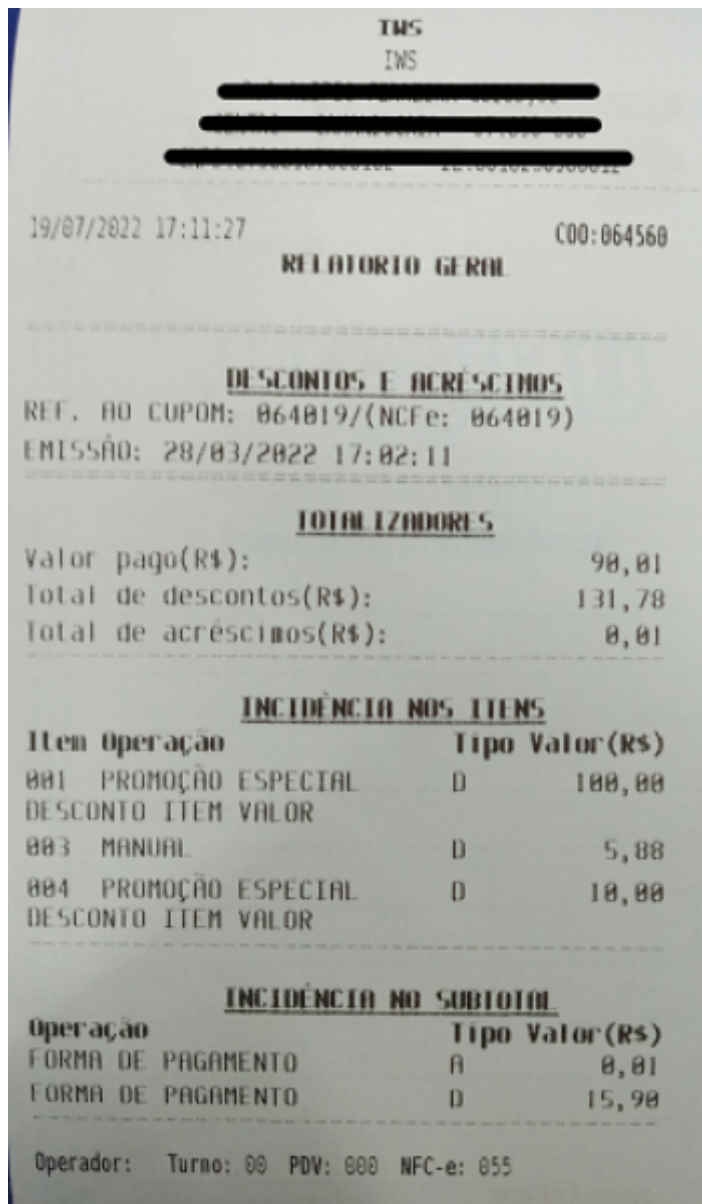 IWS
IWS
19/07/2022 17:11:27 COO:064560
RELATORIO GERAL
DESCONTOS E ACRÉSCIMOS
REF. AO CUPOM: 064019/(NCFe: 064019)
EMISSÃO: 28/03/2022 17:02:11
TOTALIZADORES
Valor pago(R$): 90,01
Total de descontos(R$): 131,78
Total de acréscimos(R$): 0,01
INCIDÊNCIA NOS ITENS
Item Operação Tipo Valor(R$)
001 PROMOÇÃO ESPECIAL D 100,00
DESCONTO ITEM VALOR
003 MANUAL D 5,88
004 PROMOÇÃO ESPECIAL D 10,00
DESCONTO ITEM VALOR
INCIDÊNCIA NO SUBTOTAL
Operação Tipo Valor(R$)
FORMA DE PAGAMENTO A 0,01
FORMA DE PAGAMENTO D 15,90
Operador: Turno: 00 PDV: 000 NFC-e: 055